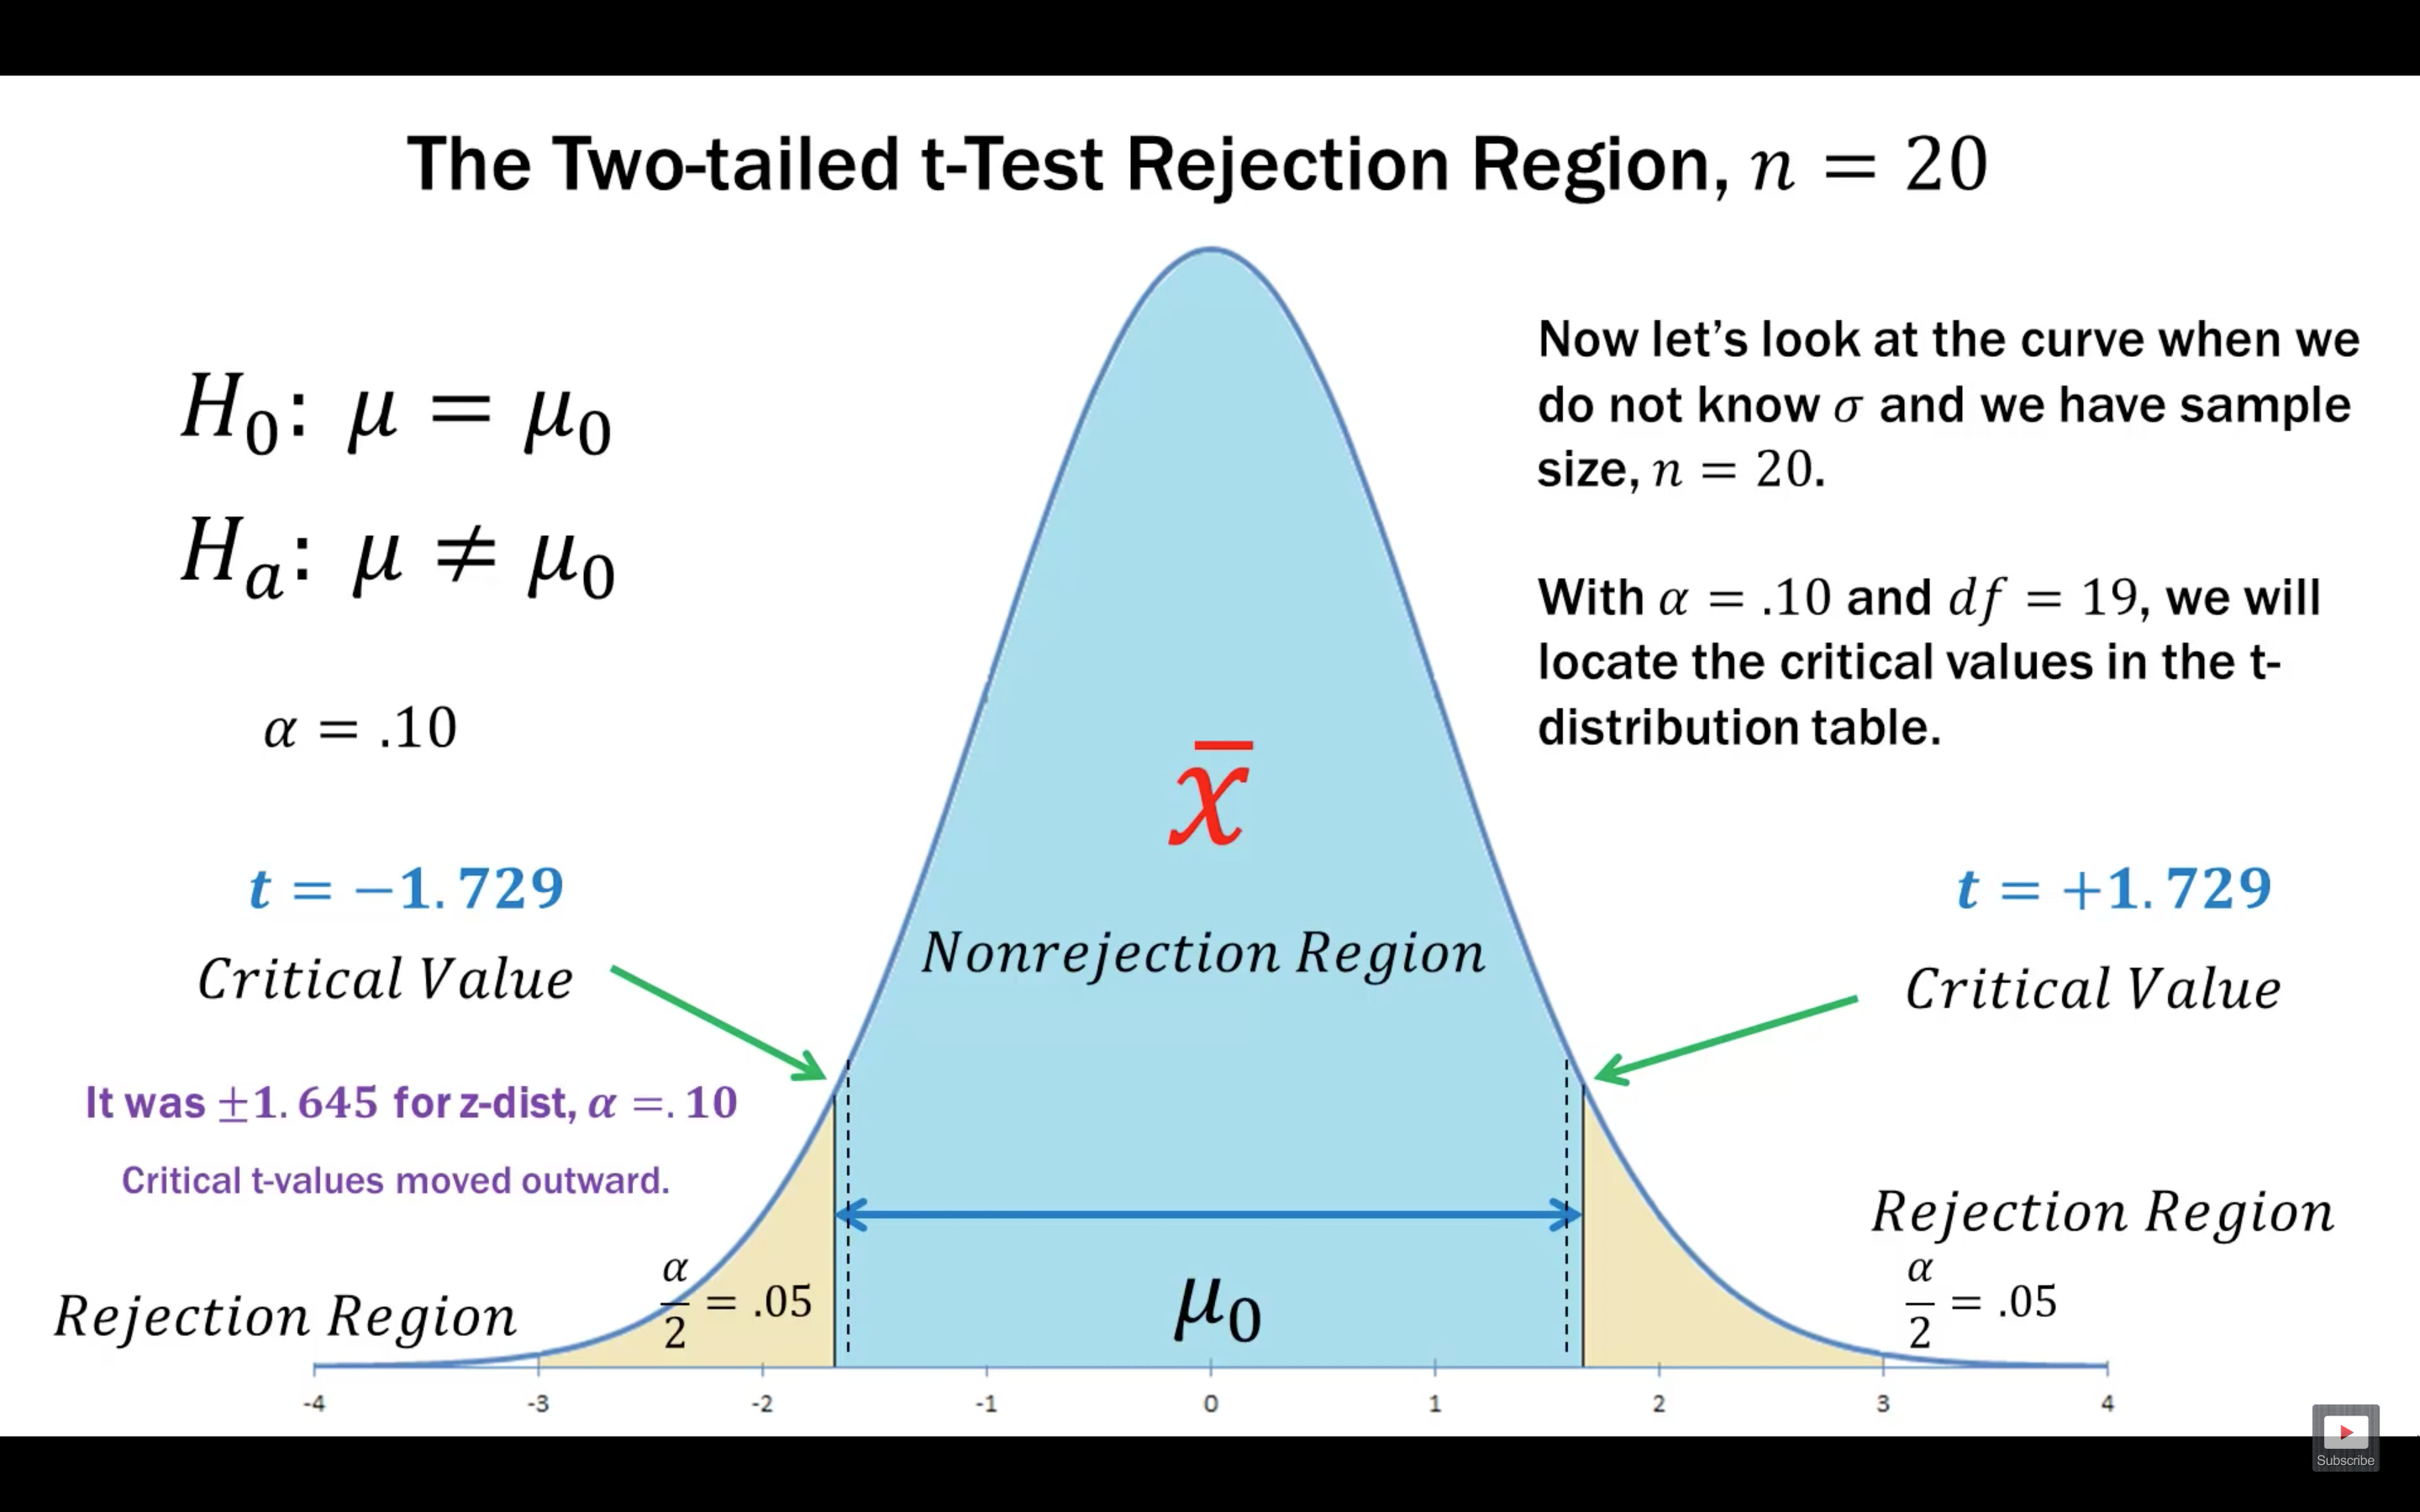 The Two-tailed t-Test Rejection Region, n = 20
H₀: μ = μ₀
Hₐ: μ ≠ μ₀
α = .10
t = −1.729
Critical Value
It was ±1.645 for z-dist, α =.10
Critical t-values moved outward.
Rejection Region
α/2 = .05
x̄
Nonrejection Region
μ₀
Now let’s look at the curve when we
do not know σ and we have sample
size, n = 20.
With α = .10 and df = 19, we will
locate the critical values in the t-
distribution table.
t = +1.729
Critical Value
Rejection Region
α/2 = .05
-4 -3 -2 -1 0 1 2 3 4
Subscribe